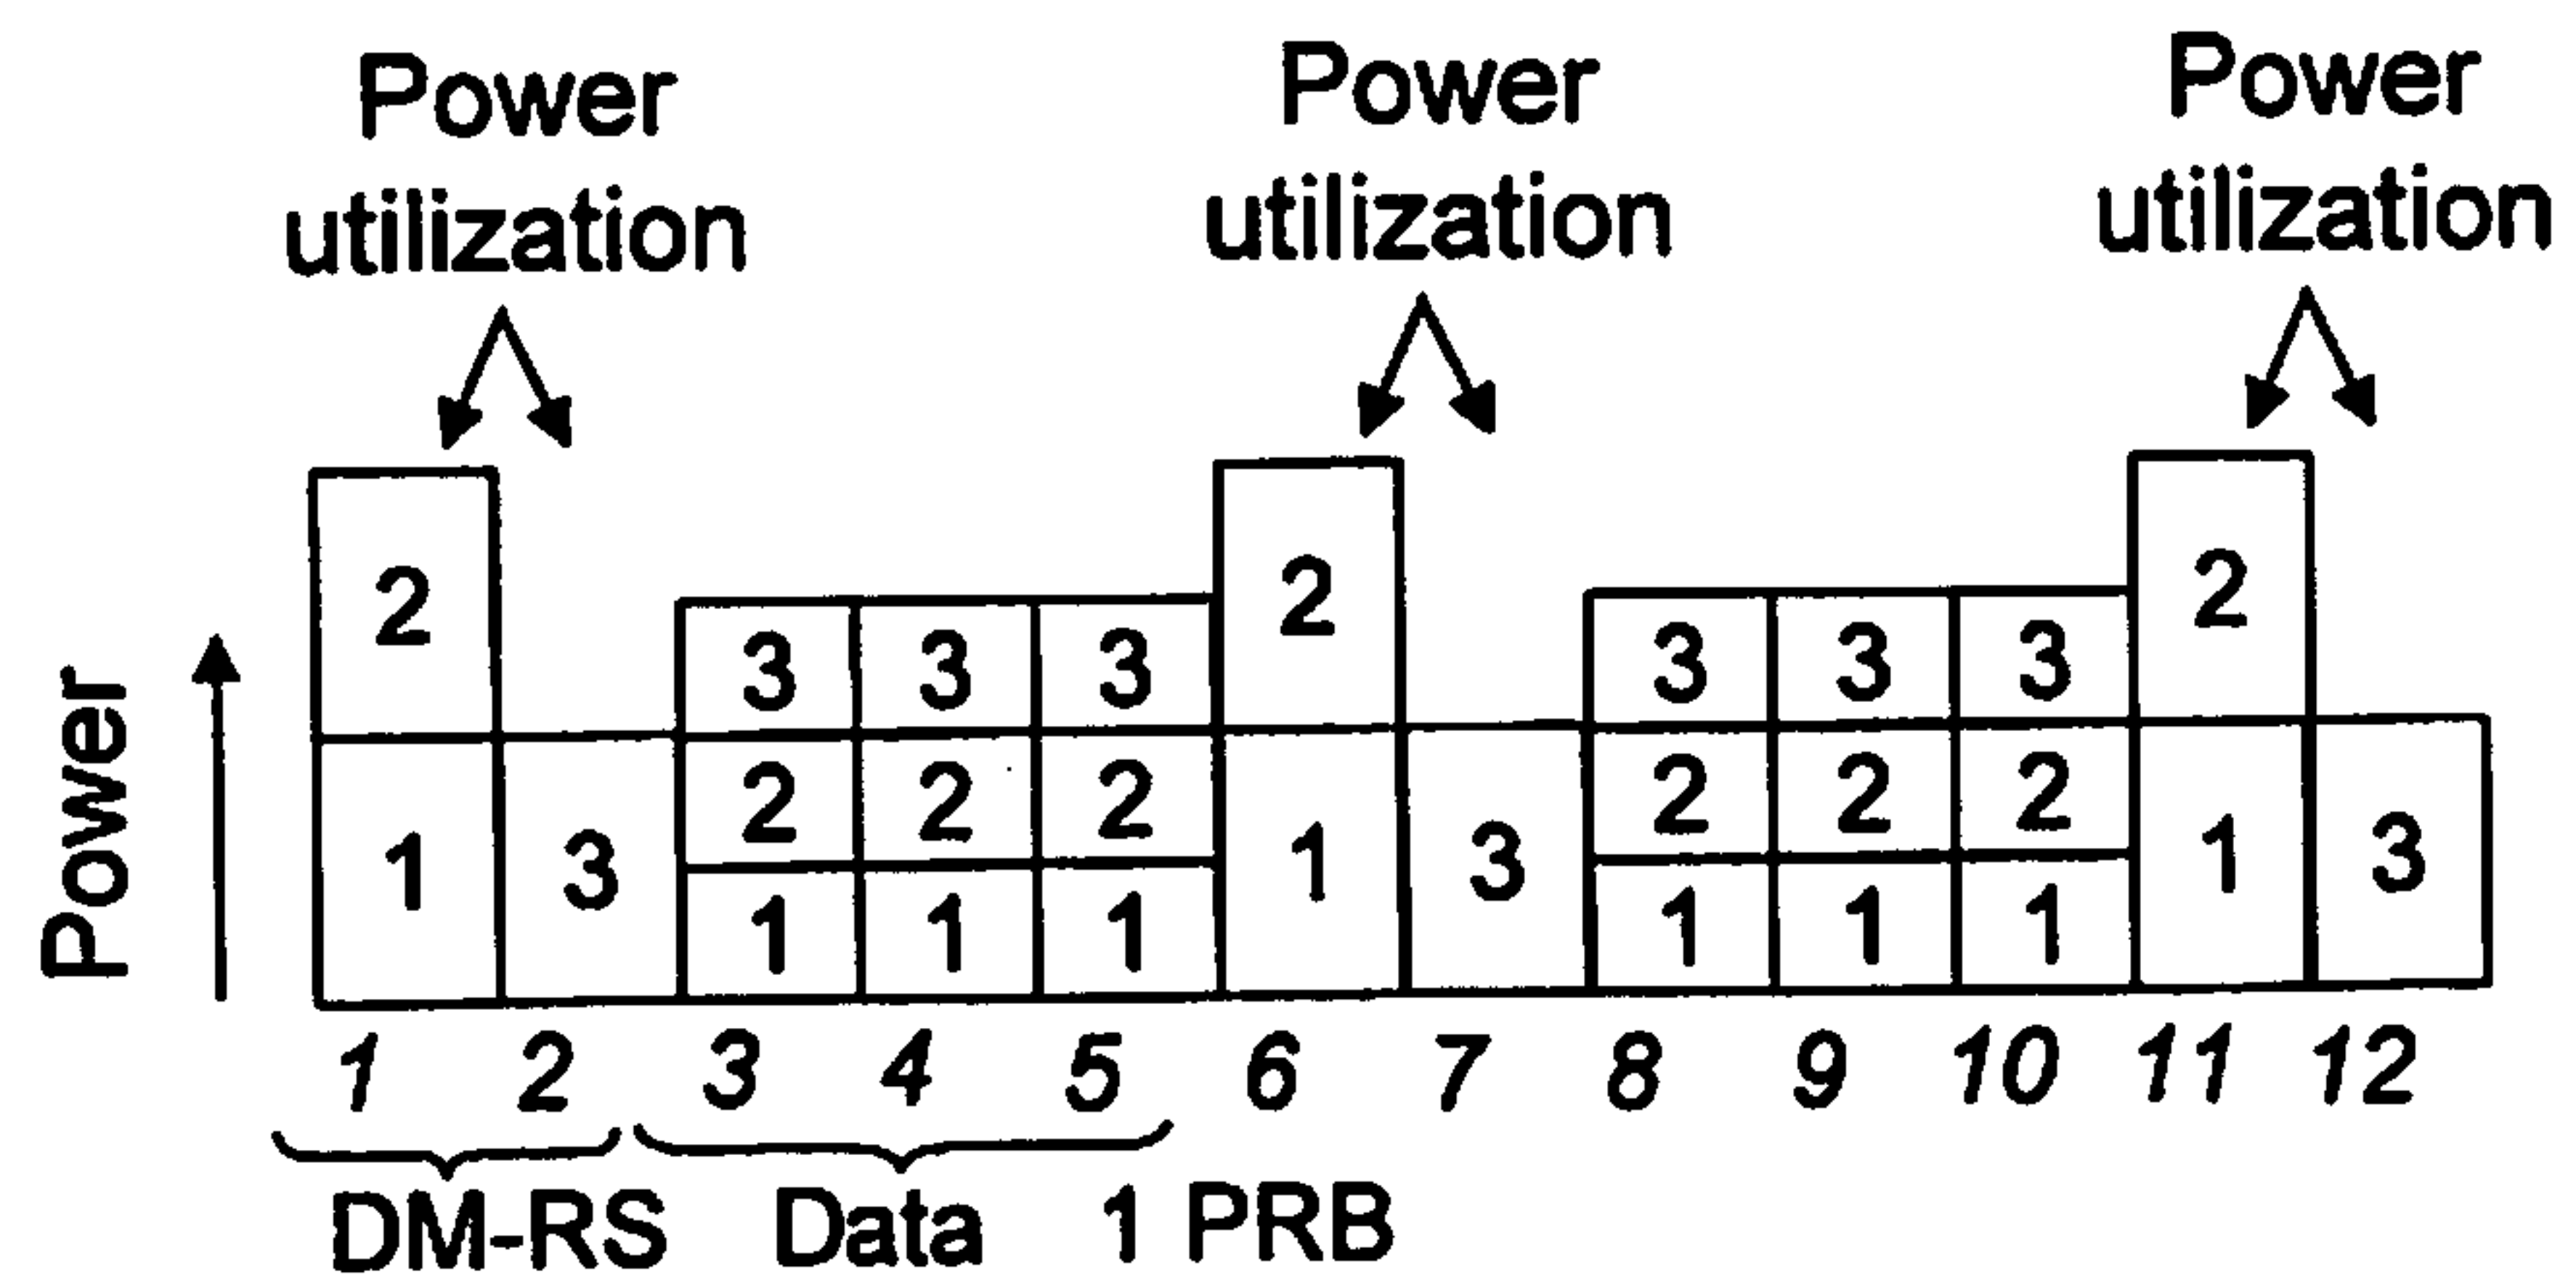 Power Power Power
utilization utilization utilization
2 2 2
3 3 3 3 3 3
2 2 2 2 2 2
Power 1 3 1 3 1 3
1 1 1 1 1 1
1 2 3 4 5 6 7 8 9 10 11 12
DM-RS Data 1 PRB